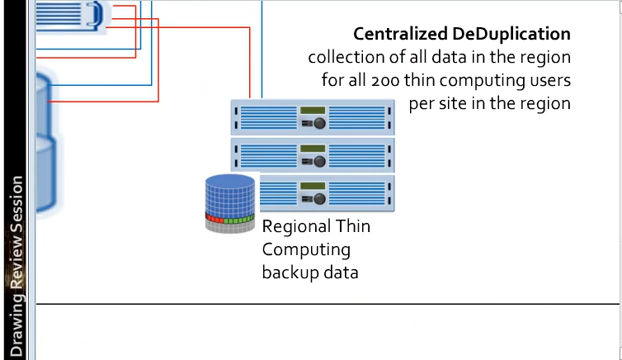 Centralized DeDuplication
collection of all data in the region
for all 200 thin computing users
per site in the region
Regional Thin
Computing
backup data
Drawing Review Session